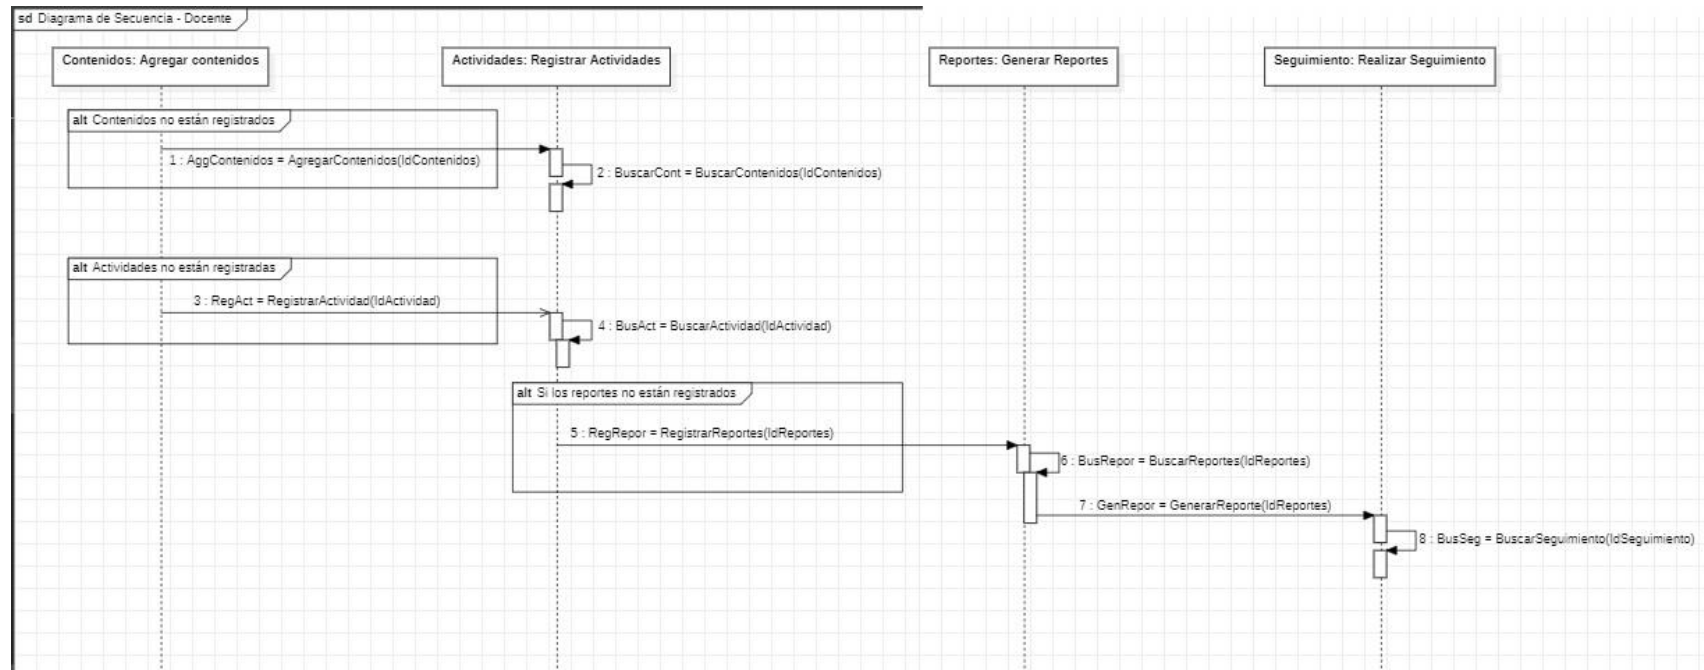 sd Diagrama de Secuencia - Docente
Contenidos: Agregar contenidos
Actividades: Registrar Actividades
Reportes: Generar Reportes
Seguimiento: Realizar Seguimiento
alt Contenidos no están registrados
1 : AggContenidos = AgregarContenidos(IdContenidos)
2 : BuscarCont = BuscarContenidos(IdContenidos)
alt Actividades no están registradas
3 : RegAct = RegistrarActividad(IdActividad)
4 : BusAct = BuscarActividad(IdActividad)
alt Si los reportes no están registrados
5 : RegRepor = RegistrarReportes(IdReportes)
6 : BusRepor = BuscarReportes(IdReportes)
7 : GenRepor = GenerarReporte(IdReportes)
8 : BusSeg = BuscarSeguimiento(IdSeguimiento)